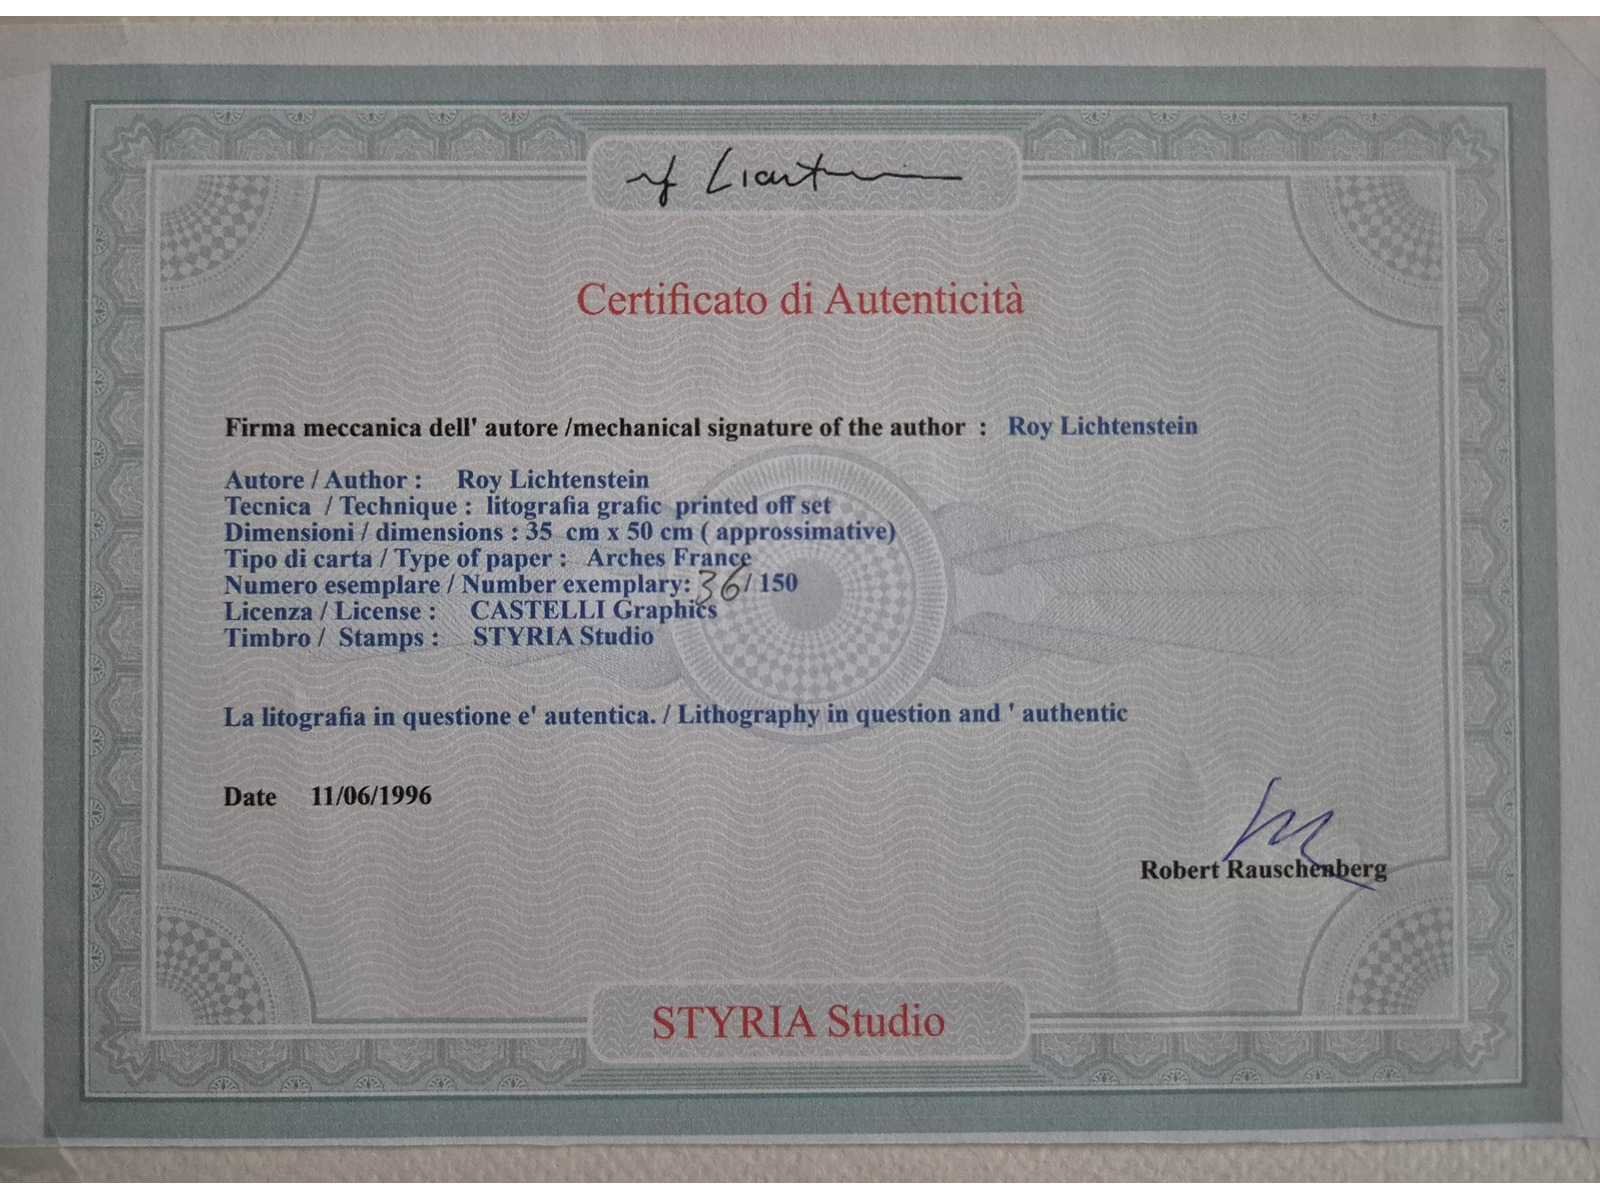 rf Lichtenstein
Certificato di Autenticità
Firma meccanica dell' autore /mechanical signature of the author : Roy Lichtenstein
Autore / Author : Roy Lichtenstein
Tecnica / Technique : litografia grafic printed off set
Dimensioni / dimensions : 35 cm x 50 cm ( approssimative)
Tipo di carta / Type of paper : Arches France
Numero esemplare / Number exemplary: 36/ 150
Licenza / License : CASTELLI Graphics
Timbro / Stamps : STYRIA Studio
La litografia in questione e' autentica. / Lithography in question and ' authentic
Date 11/06/1996
Robert Rauschenberg
STYRIA Studio